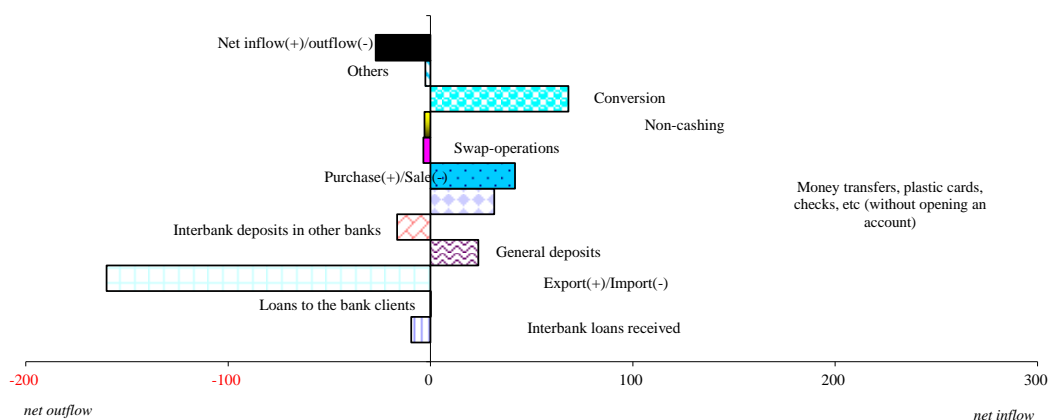 Net inflow(+)/outflow(-)
Others
Conversion
Non-cashing
Swap-operations
Purchase(+)/Sale(-)
Money transfers, plastic cards,
checks, etc (without opening an
account)
Interbank deposits in other banks
General deposits
Export(+)/Import(-)
Loans to the bank clients
Interbank loans received
-200 -100 0 100 200 300
net outflow net inflow